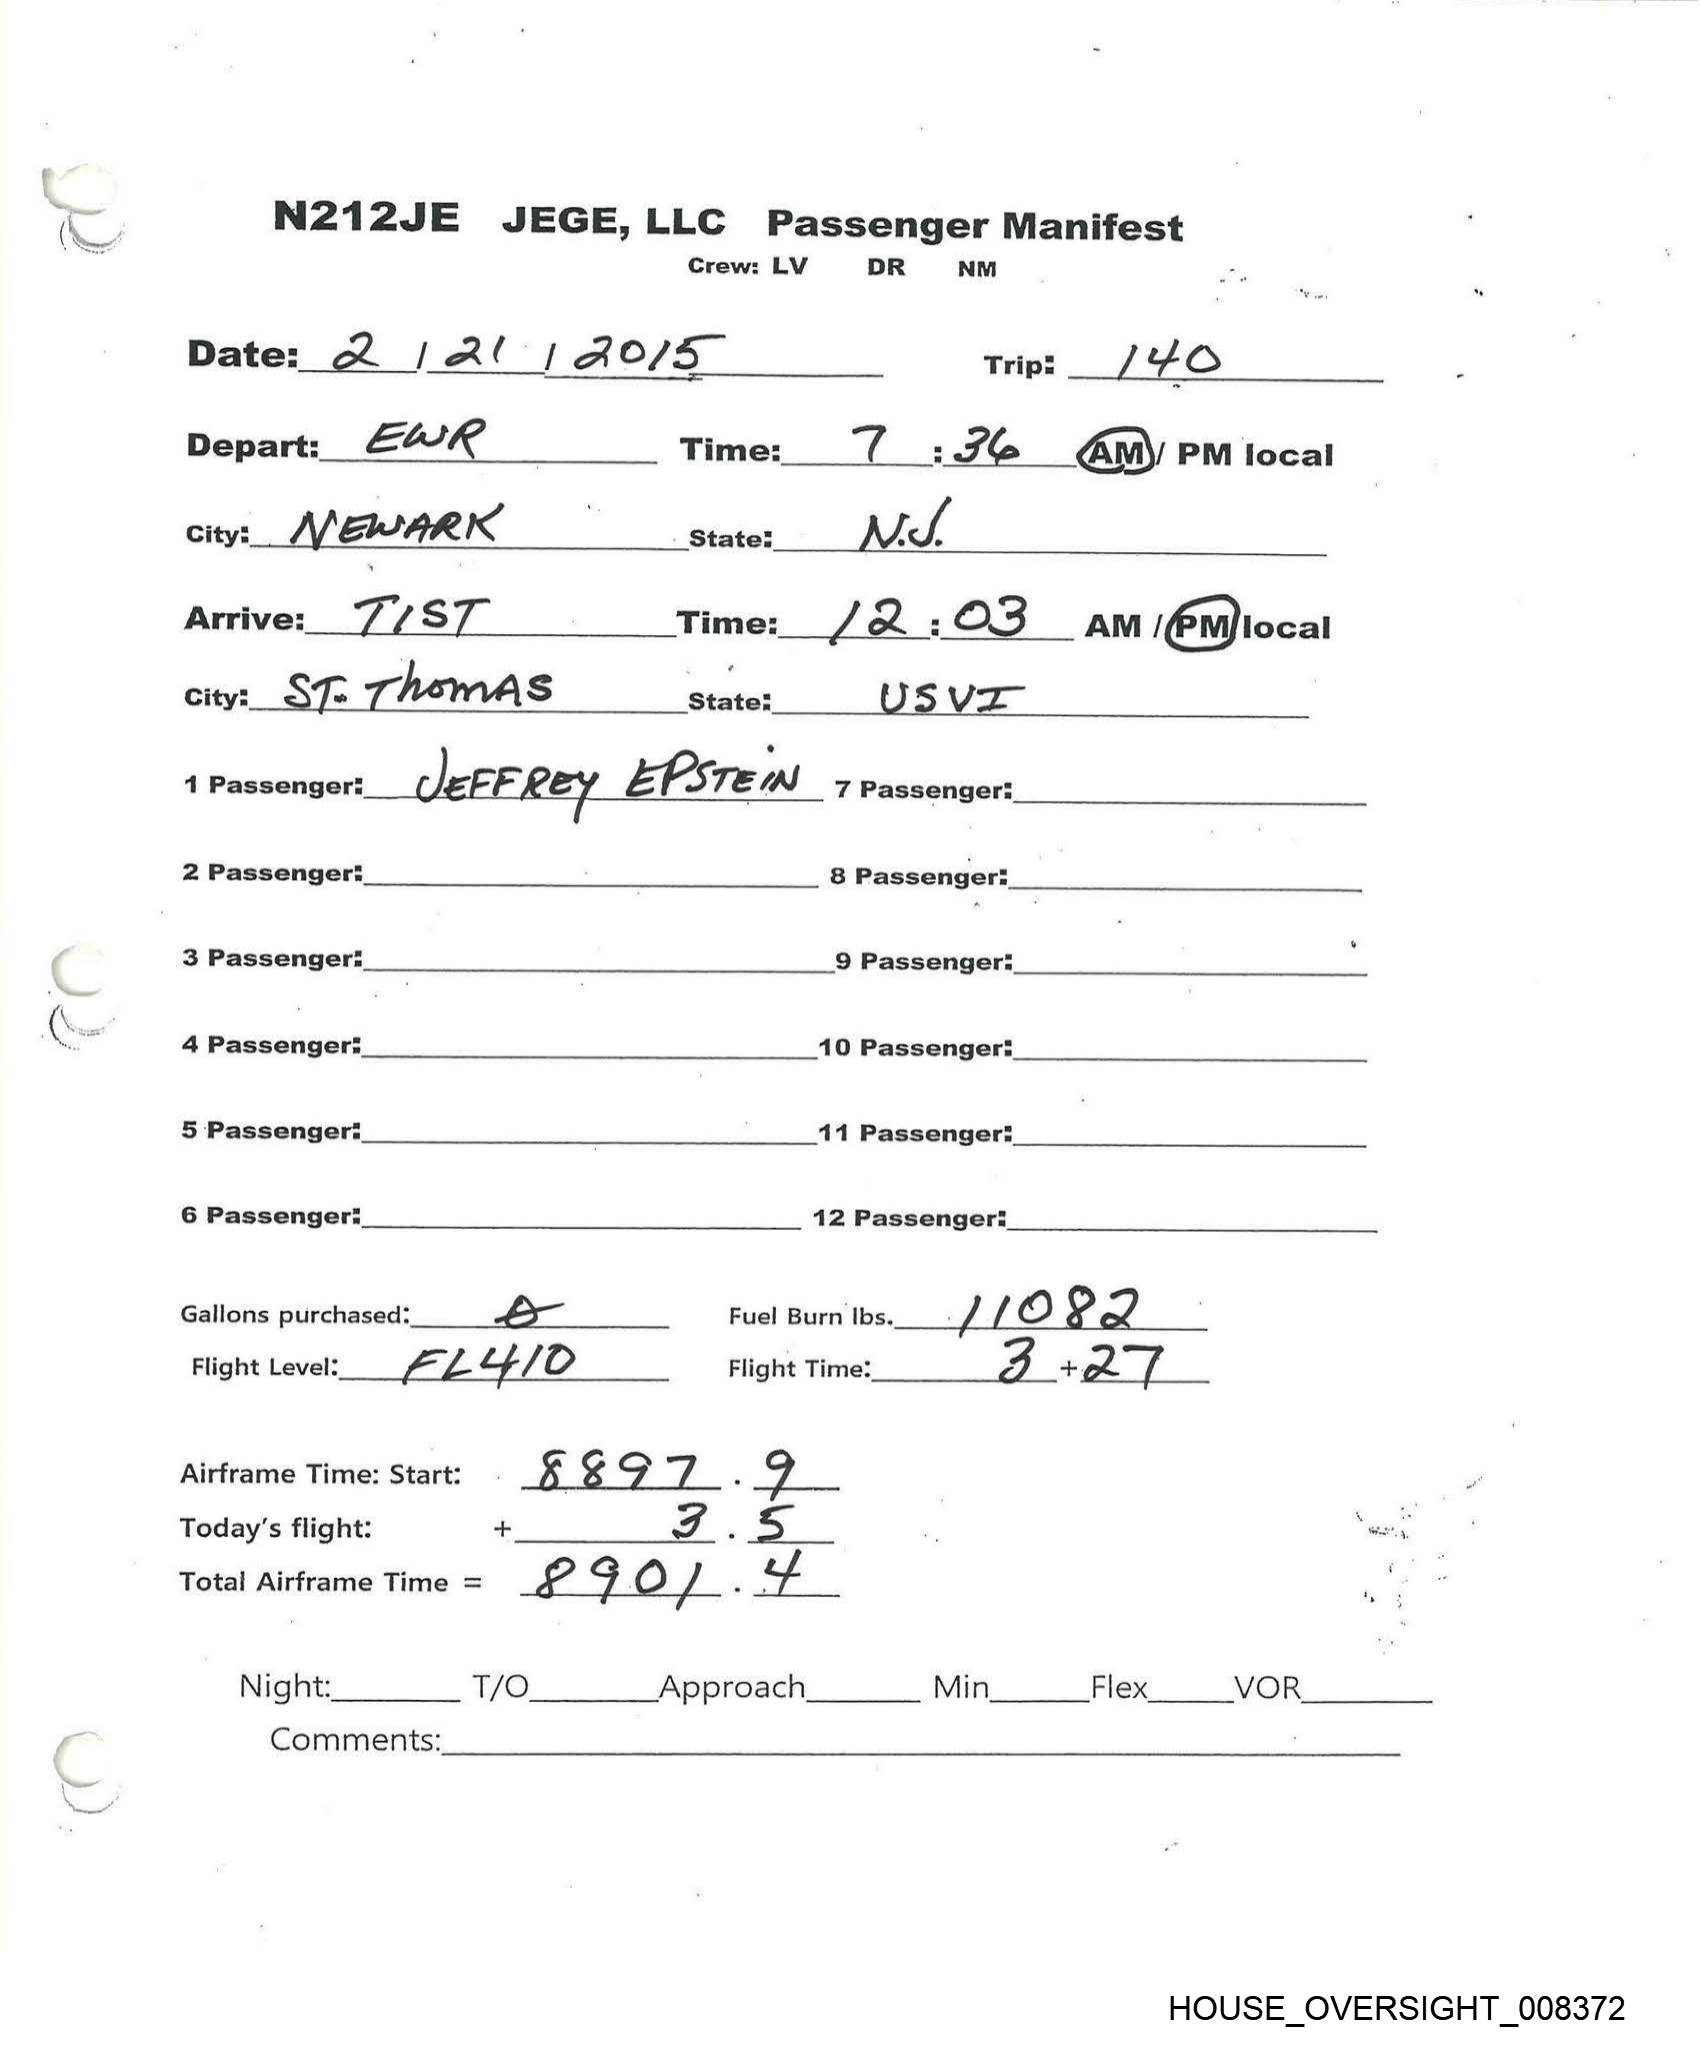 N212JE JEGE, LLC Passenger Manifest
Crew: LV DR NM
Date: 2 / 21 / 2015 Trip: 140
Depart: EWR Time: 7 : 36 AM / PM local
City: NEWARK State: N.J.
Arrive: TIST Time: 12 : 03 AM / PM local
City: ST. THOMAS State: USVI
1 Passenger: JEFFREY EPSTEIN 7 Passenger:
2 Passenger: 8 Passenger:
3 Passenger: 9 Passenger:
4 Passenger: 10 Passenger:
5 Passenger: 11 Passenger:
6 Passenger: 12 Passenger:
Gallons purchased: 0 Fuel Burn lbs. 11082
Flight Level: FL410 Flight Time: 3 + 27
Airframe Time: Start: 8897 . 9
Today's flight: + 3 . 5
Total Airframe Time = 8901 . 4
Night: T/O Approach Min Flex VOR
Comments:
HOUSE_OVERSIGHT_008372